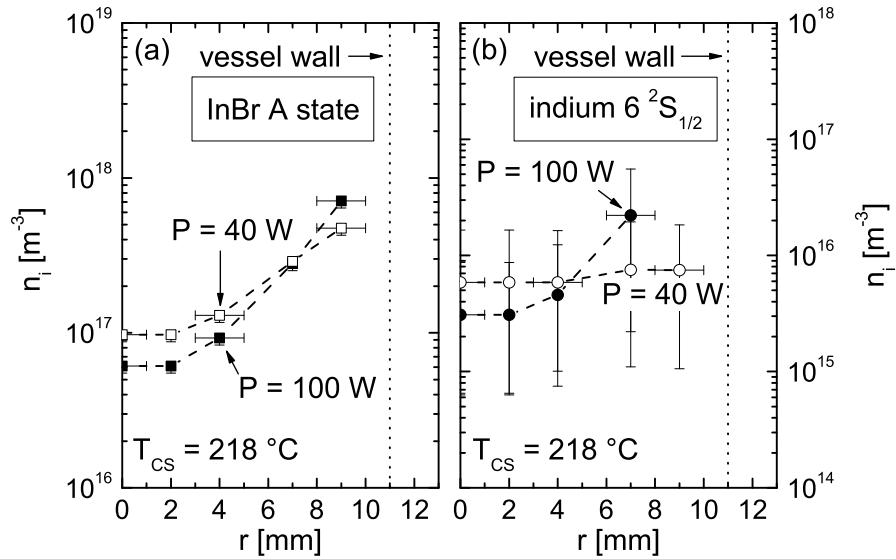 (a)
vessel wall
InBr A state
P = 40 W
P = 100 W
T_CS = 218 °C
n_i [m^-3]
10^19
10^18
10^17
10^16
0 2 4 6 8 10 12
r [mm]
(b)
vessel wall
indium 6 ^2S_1/2
P = 100 W
P = 40 W
T_CS = 218 °C
0 2 4 6 8 10 12
r [mm]
10^18
10^17
10^16
10^15
10^14
n_i [m^-3]